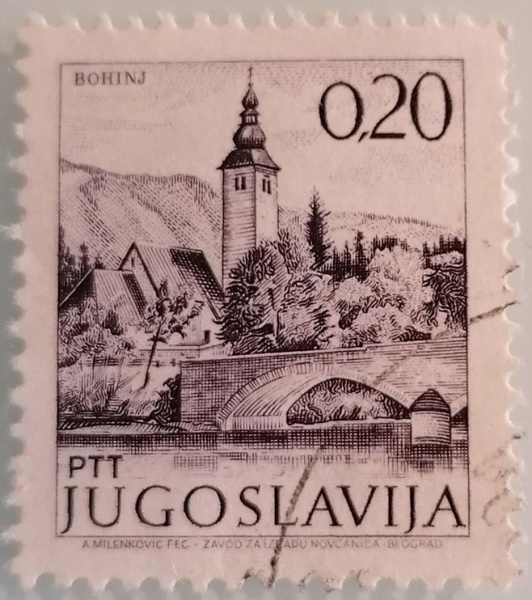 BOHINJ
0,20
PTT
JUGOSLAVIJA
A.MILENKOVIĆ FEC. - ZAVOD ZA IZRADU NOVČANICA BEOGRAD